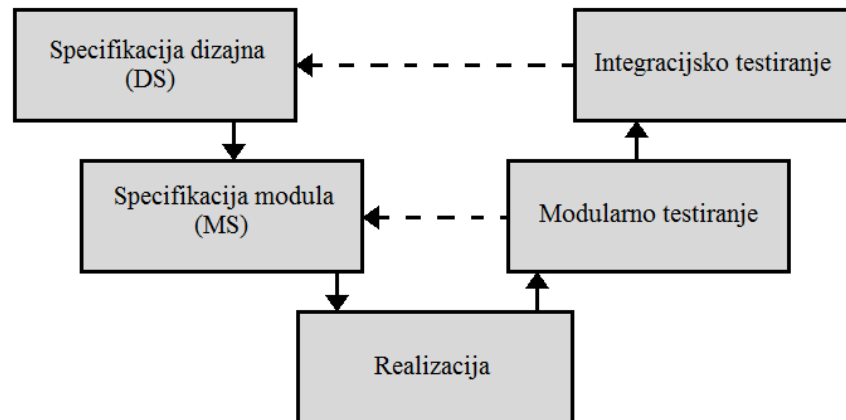 Specifikacija dizajna
(DS)
Integracijsko testiranje
Specifikacija modula
(MS)
Modularno testiranje
Realizacija